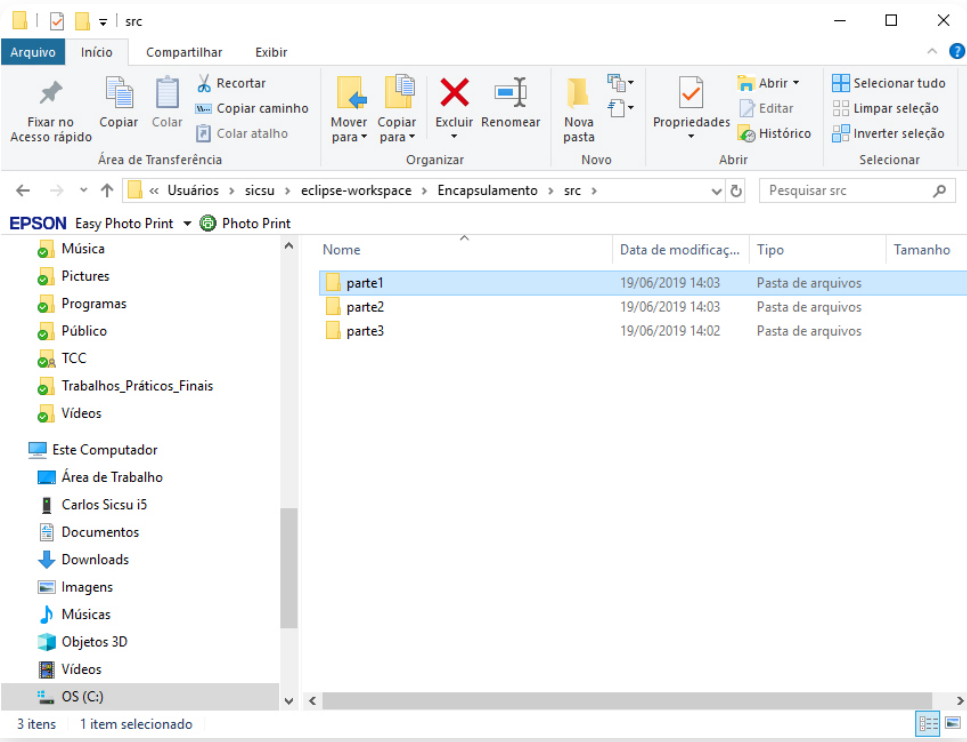 src
Arquivo Início Compartilhar Exibir
Fixar no Acesso rápido
Copiar
Colar
Recortar
Copiar caminho
Colar atalho
Área de Transferência
Mover para
Copiar para
Excluir
Renomear
Organizar
Nova pasta
Novo
Propriedades
Abrir
Editar
Histórico
Abrir
Selecionar tudo
Limpar seleção
Inverter seleção
Selecionar
« Usuários › sicsu › eclipse-workspace › Encapsulamento › src ›
Pesquisar src
EPSON Easy Photo Print Photo Print
Música
Pictures
Programas
Público
TCC
Trabalhos_Práticos_Finais
Vídeos
Este Computador
Área de Trabalho
Carlos Sicsu i5
Documentos
Downloads
Imagens
Músicas
Objetos 3D
Vídeos
OS (C:)
Nome Data de modificaç... Tipo Tamanho
parte1 19/06/2019 14:03 Pasta de arquivos
parte2 19/06/2019 14:03 Pasta de arquivos
parte3 19/06/2019 14:02 Pasta de arquivos
3 itens 1 item selecionado